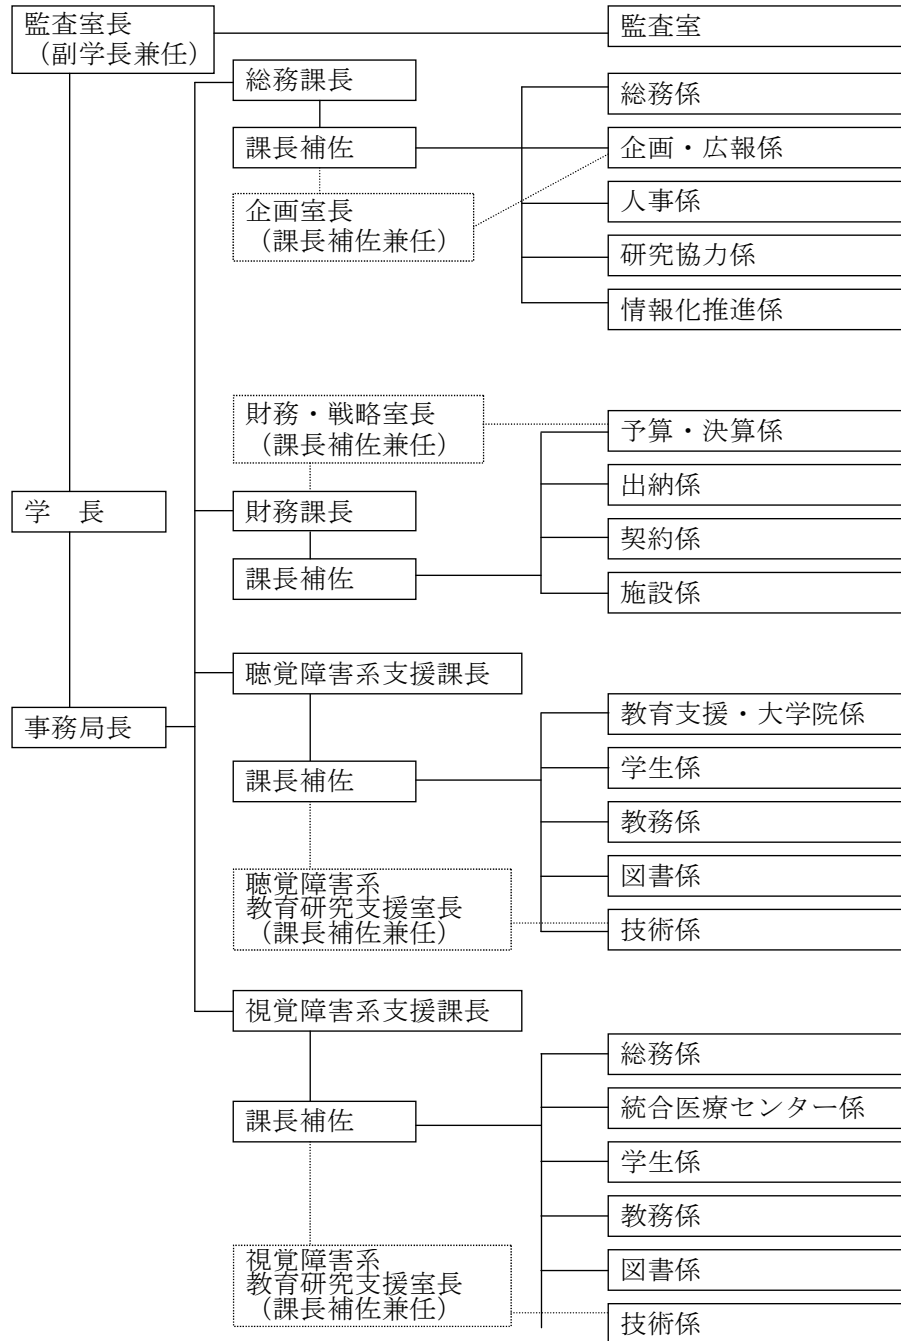 監査室長
（副学長兼任）
監査室
総務課長
課長補佐
企画室長
（課長補佐兼任）
総務係
企画・広報係
人事係
研究協力係
情報化推進係
財務・戦略室長
（課長補佐兼任）
学　長
財務課長
課長補佐
予算・決算係
出納係
契約係
施設係
事務局長
聴覚障害系支援課長
課長補佐
聴覚障害系
教育研究支援室長
（課長補佐兼任）
教育支援・大学院係
学生係
教務係
図書係
技術係
視覚障害系支援課長
課長補佐
視覚障害系
教育研究支援室長
（課長補佐兼任）
総務係
統合医療センター係
学生係
教務係
図書係
技術係